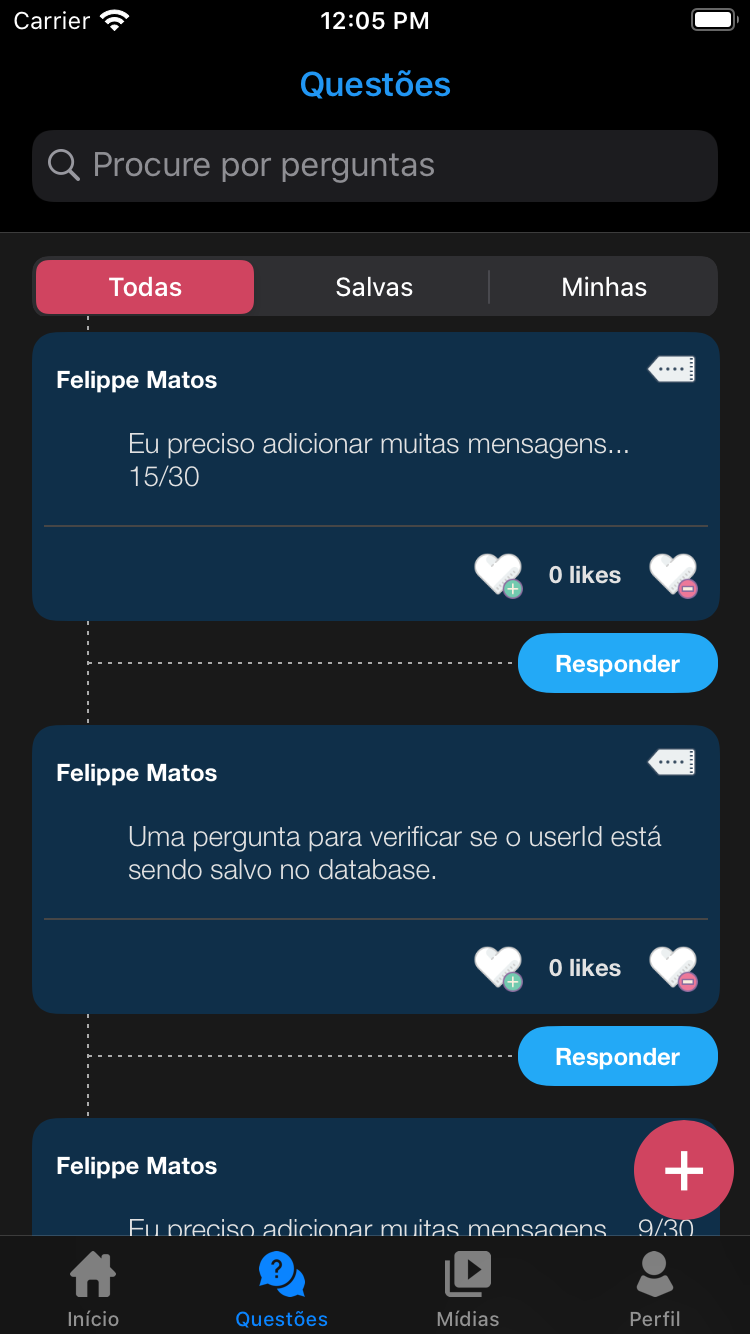 Carrier 12:05 PM
Questões
Procure por perguntas
Todas Salvas Minhas
Felippe Matos
Eu preciso adicionar muitas mensagens...
15/30
0 likes
Responder
Felippe Matos
Uma pergunta para verificar se o userId está
sendo salvo no database.
0 likes
Responder
Felippe Matos
Eu preciso adicionar muitas mensagens... 9/30
Início Questões Mídias Perfil